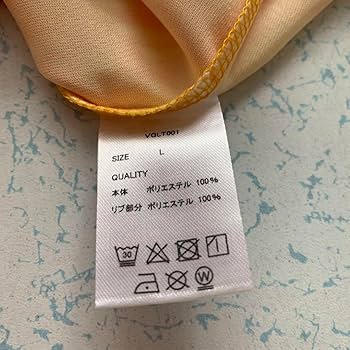 VGLT001
SIZE L
QUALITY
本体 ポリエステル 100%
リブ部分 ポリエステル 100%
30
W